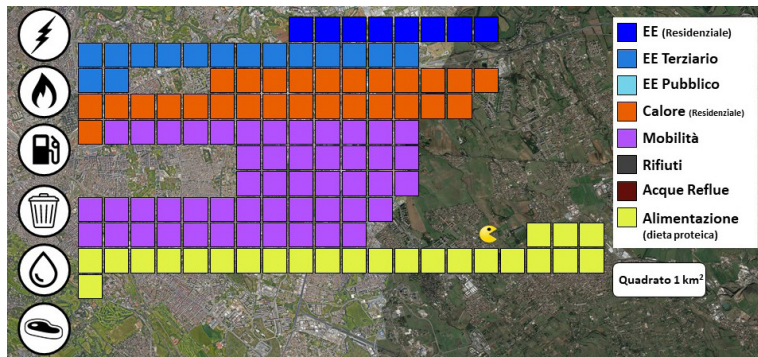 EE (Residenziale)
EE Terziario
EE Pubblico
Calore (Residenziale)
Mobilità
Rifiuti
Acque Reflue
Alimentazione
(dieta proteica)
Quadrato 1 km²